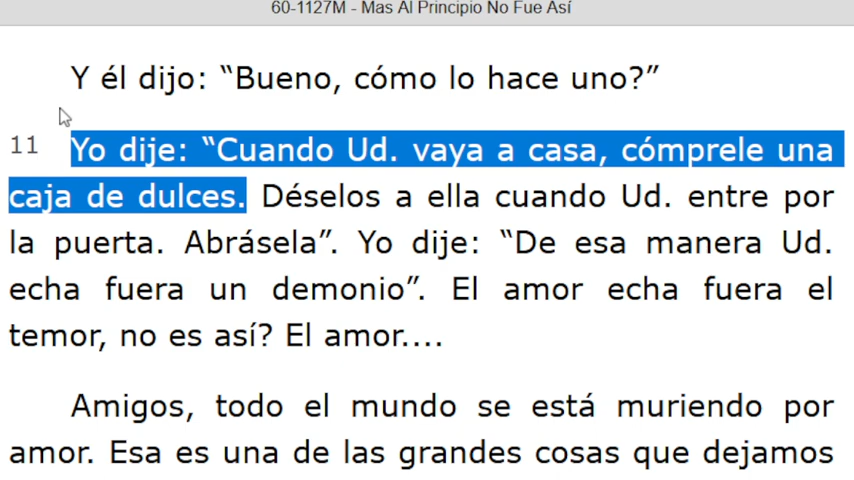 60-1127M - Mas Al Principio No Fue Así
Y él dijo: “Bueno, cómo lo hace uno?”
11 Yo dije: “Cuando Ud. vaya a casa, cómprele una
caja de dulces. Déselos a ella cuando Ud. entre por
la puerta. Abrásela”. Yo dije: “De esa manera Ud.
echa fuera un demonio”. El amor echa fuera el
temor, no es así? El amor....
Amigos, todo el mundo se está muriendo por
amor. Esa es una de las grandes cosas que dejamos